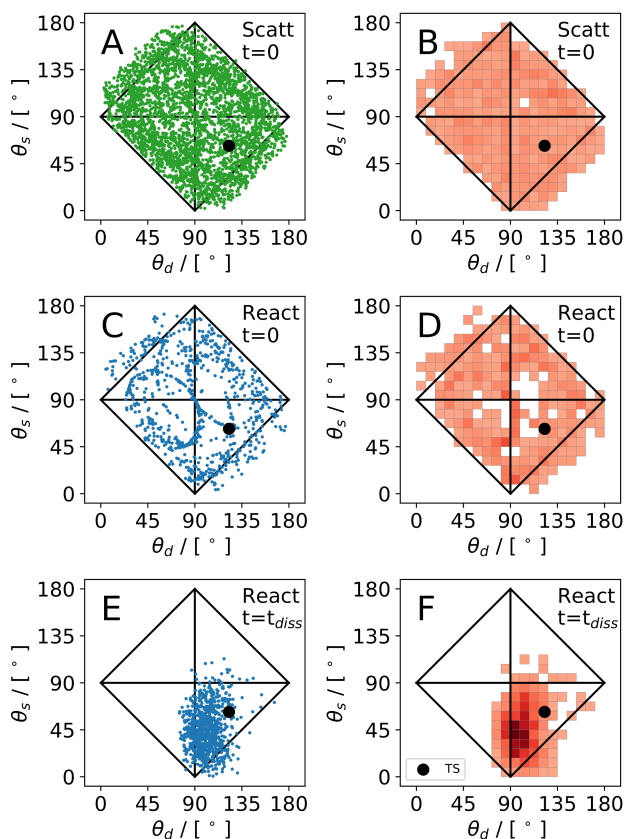 A
Scatt
t=0
180
135
90
45
0
θs / [ ° ]
0 45 90 135 180
θd / [ ° ]
B
Scatt
t=0
180
135
90
45
0
θs / [ ° ]
0 45 90 135 180
θd / [ ° ]
C
React
t=0
180
135
90
45
0
θs / [ ° ]
0 45 90 135 180
θd / [ ° ]
D
React
t=0
180
135
90
45
0
θs / [ ° ]
0 45 90 135 180
θd / [ ° ]
E
React
t=tdiss
180
135
90
45
0
θs / [ ° ]
0 45 90 135 180
θd / [ ° ]
F
React
t=tdiss
180
135
90
45
0
θs / [ ° ]
TS
0 45 90 135 180
θd / [ ° ]